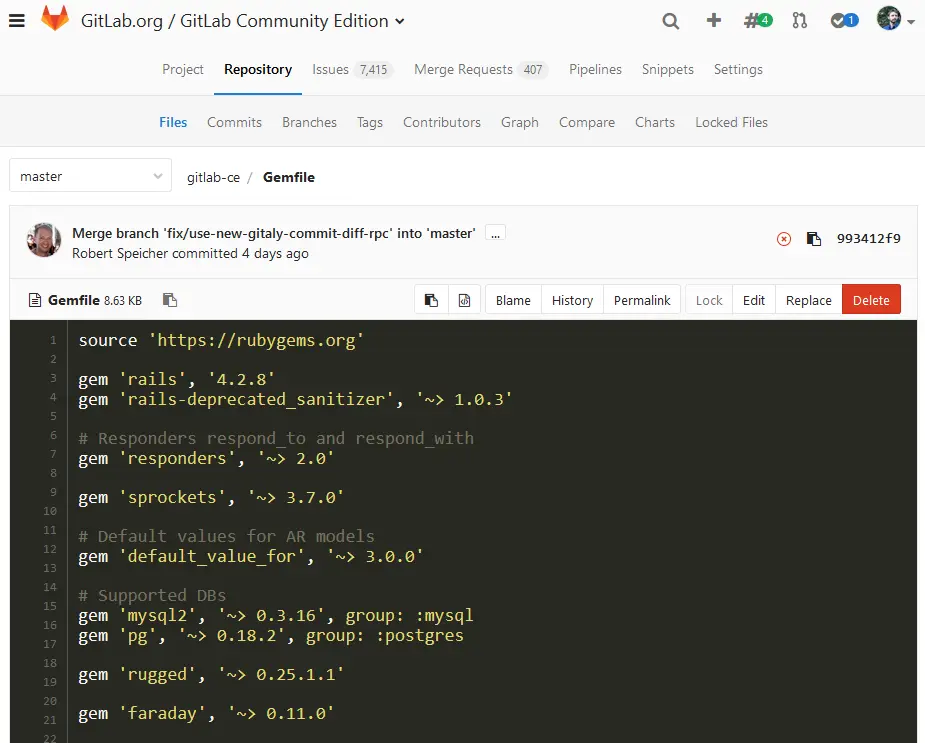 GitLab.org / GitLab Community Edition 4 1
Project Repository Issues 7,415 Merge Requests 407 Pipelines Snippets Settings
Files Commits Branches Tags Contributors Graph Compare Charts Locked Files
master gitlab-ce / Gemfile
Merge branch 'fix/use-new-gitaly-commit-diff-rpc' into 'master' ...
Robert Speicher committed 4 days ago 993412f9
Gemfile 8.63 KB Blame History Permalink Lock Edit Replace Delete
1 source 'https://rubygems.org'
2
3 gem 'rails', '4.2.8'
4 gem 'rails-deprecated_sanitizer', '~> 1.0.3'
5
6 # Responders respond_to and respond_with
7 gem 'responders', '~> 2.0'
8
9 gem 'sprockets', '~> 3.7.0'
10
11 # Default values for AR models
12 gem 'default_value_for', '~> 3.0.0'
13
14 # Supported DBs
15 gem 'mysql2', '~> 0.3.16', group: :mysql
16 gem 'pg', '~> 0.18.2', group: :postgres
17
18 gem 'rugged', '~> 0.25.1.1'
19
20 gem 'faraday', '~> 0.11.0'
21
22